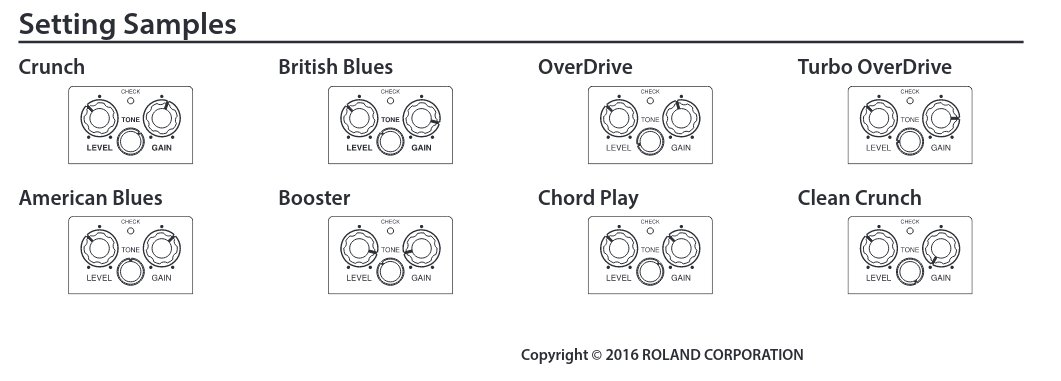 Setting Samples
Crunch British Blues OverDrive Turbo OverDrive
CHECK CHECK CHECK CHECK
TONE TONE TONE TONE
LEVEL GAIN LEVEL GAIN LEVEL GAIN LEVEL GAIN
American Blues Booster Chord Play Clean Crunch
CHECK CHECK CHECK CHECK
TONE TONE TONE TONE
LEVEL GAIN LEVEL GAIN LEVEL GAIN LEVEL GAIN
Copyright © 2016 ROLAND CORPORATION